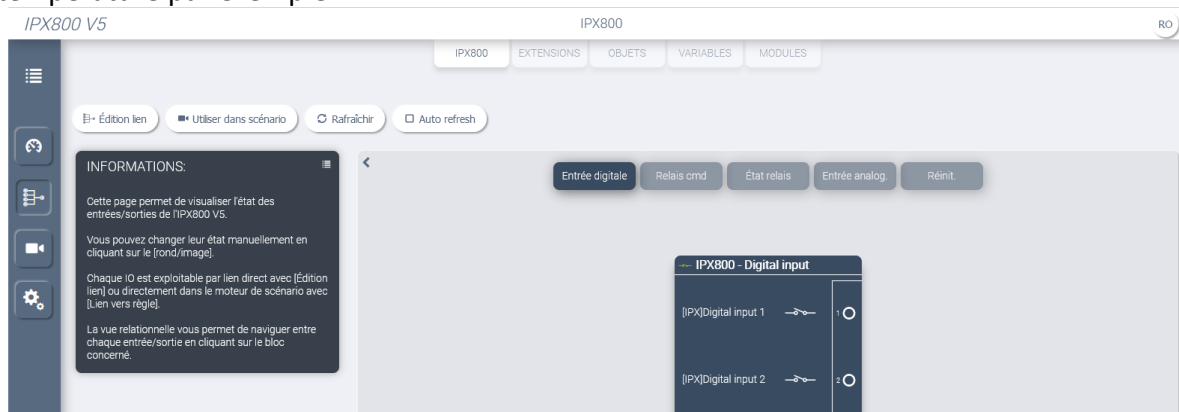 IPX800 V5
IPX800
RO
IPX800 EXTENSIONS OBJETS VARIABLES MODULES
Édition lien Utiliser dans scénario Rafraîchir Auto refresh
INFORMATIONS:
Cette page permet de visualiser l'état des
entrées/sorties de l'IPX800 V5.
Vous pouvez changer leur état manuellement en
cliquant sur le [rond/image].
Chaque IO est exploitable par lien direct avec [Édition
lien] ou directement dans le moteur de scénario avec
[Lien vers règle].
La vue relationnelle vous permet de naviguer entre
chaque entrée/sortie en cliquant sur le bloc
concerné.
Entrée digitale Relais cmd État relais Entrée analog. Réinit.
IPX800 - Digital input
[IPX]Digital input 1 1
[IPX]Digital input 2 2